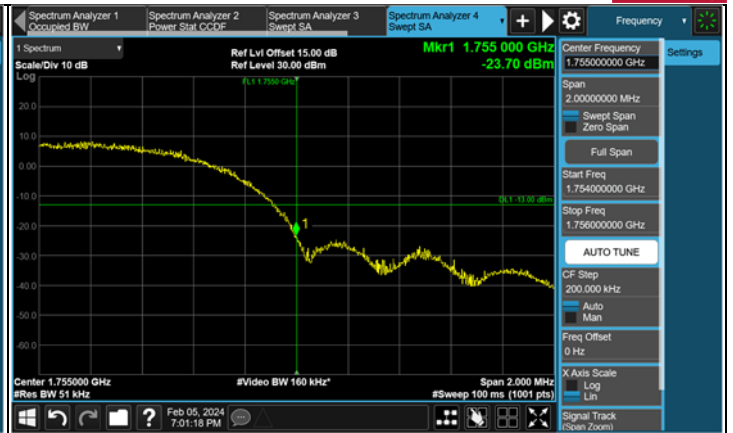 Spectrum Analyzer 1
Occupied BW
Spectrum Analyzer 2
Power Stat CCDF
Spectrum Analyzer 3
Swept SA
Spectrum Analyzer 4
Swept SA
+
Frequency
Settings
1 Spectrum
Scale/Div 10 dB
Log
Ref Lvl Offset 15.00 dB
Ref Level 30.00 dBm
Mkr1 1.755 000 GHz
-23.70 dBm
FL1 1.7550 GHz
20.0
10.0
0.00
-10.0
-20.0
-30.0
-40.0
-50.0
-60.0
DL1 -13.00 dBm
1
Center 1.755000 GHz
#Res BW 51 kHz
#Video BW 160 kHz*
Span 2.000 MHz
#Sweep 100 ms (1001 pts)
Center Frequency
1.755000000 GHz
Span
2.00000000 MHz
Swept Span
Zero Span
Full Span
Start Freq
1.754000000 GHz
Stop Freq
1.756000000 GHz
AUTO TUNE
CF Step
200.000 kHz
Auto
Man
Freq Offset
0 Hz
X Axis Scale
Log
Lin
Signal Track
(Span Zoom)
?
Feb 05, 2024
7:01:18 PM